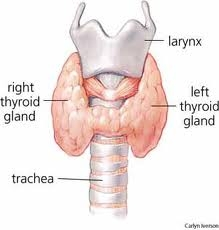 larynx
right
thyroid
gland
left
thyroid
gland
trachea
Carlyn Iverson